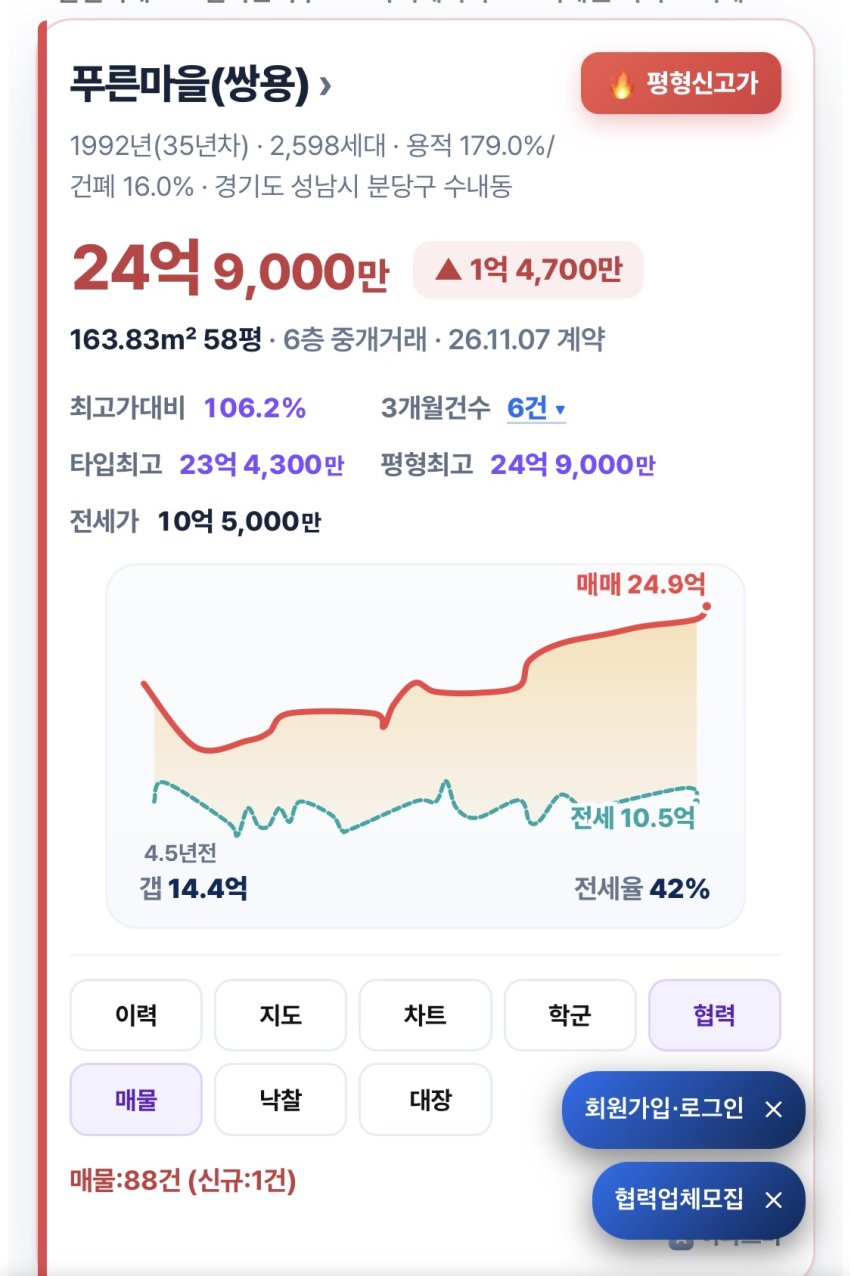 푸른마을(쌍용) ›
🔥 평형신고가
1992년(35년차) · 2,598세대 · 용적 179.0%/
건폐 16.0% · 경기도 성남시 분당구 수내동
24억 9,000만 ▲ 1억 4,700만
163.83m² 58평 · 6층 중개거래 · 26.11.07 계약
최고가대비 106.2% 3개월건수 6건 ▾
타입최고 23억 4,300만 평형최고 24억 9,000만
전세가 10억 5,000만
매매 24.9억
전세 10.5억
4.5년전
갭 14.4억 전세율 42%
이력 지도 차트 학군 협력
매물 낙찰 대장
회원가입·로그인 ×
매물:88건 (신규:1건)
협력업체모집 ×